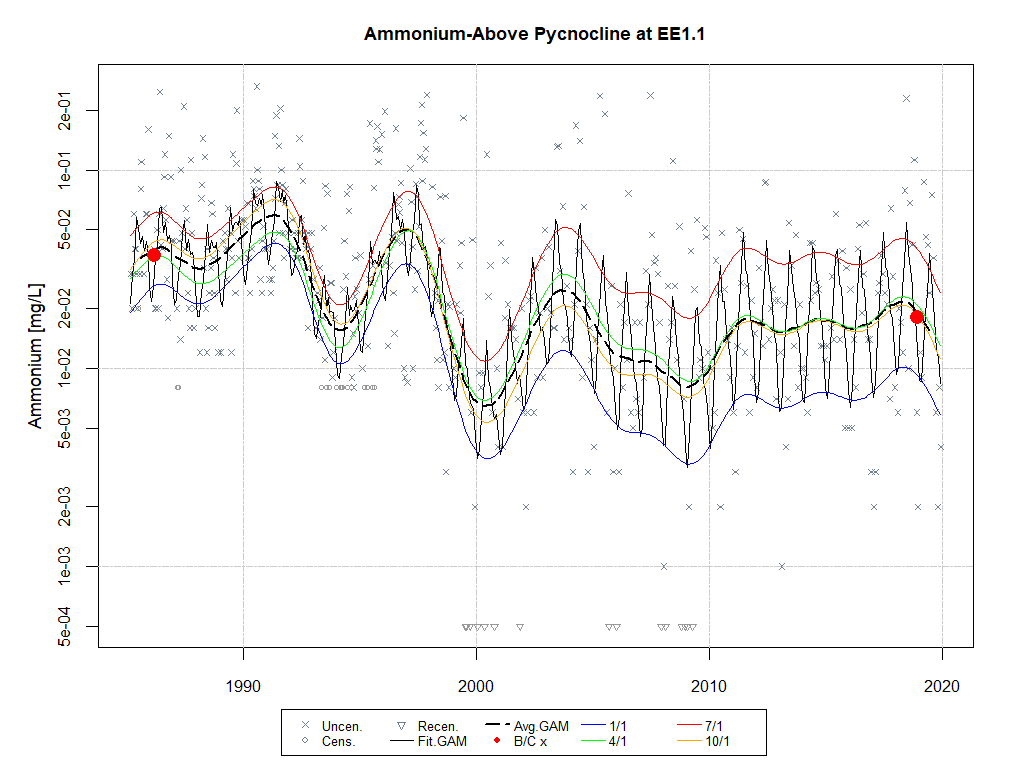 Ammonium-Above Pycnocline at EE1.1
Ammonium [mg/L]
2e-01
1e-01
5e-02
2e-02
1e-02
5e-03
2e-03
1e-03
5e-04
1990 2000 2010 2020
Uncen. Recen. Avg.GAM 1/1 7/1
Cens. Fit.GAM B/C x 4/1 10/1